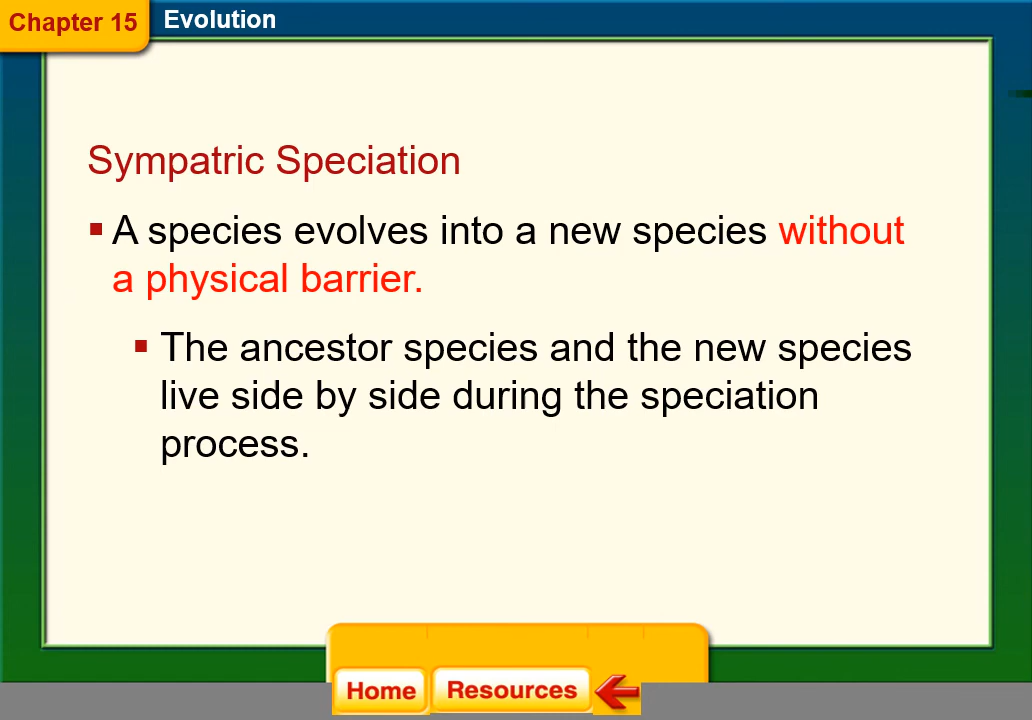 Chapter 15
Evolution
Sympatric Speciation
▪ A species evolves into a new species without
a physical barrier.
▪ The ancestor species and the new species
live side by side during the speciation
process.
Home
Resources